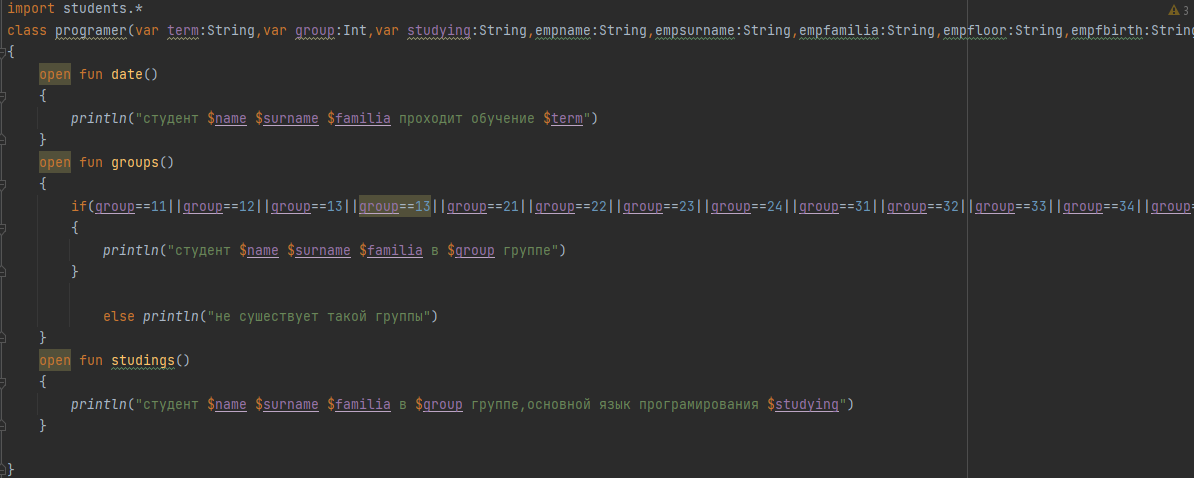 import students.*
3
class programer(var term:String,var group:Int,var studying:String,empname:String,empsurname:String,empfamilia:String,empfloor:String,empfbirth:String
{
open fun date()
{
println("студент $name $surname $familia проходит обучение $term")
}
open fun groups()
{
if(group==11||group==12||group==13||group==13||group==21||group==22||group==23||group==24||group==31||group==32||group==33||group==34||group=
{
println("студент $name $surname $familia в $group группе")
}
else println("не сушествует такой группы")
}
open fun studings()
{
println("студент $name $surname $familia в $group группе,основной язык програмирования $studying")
}
}